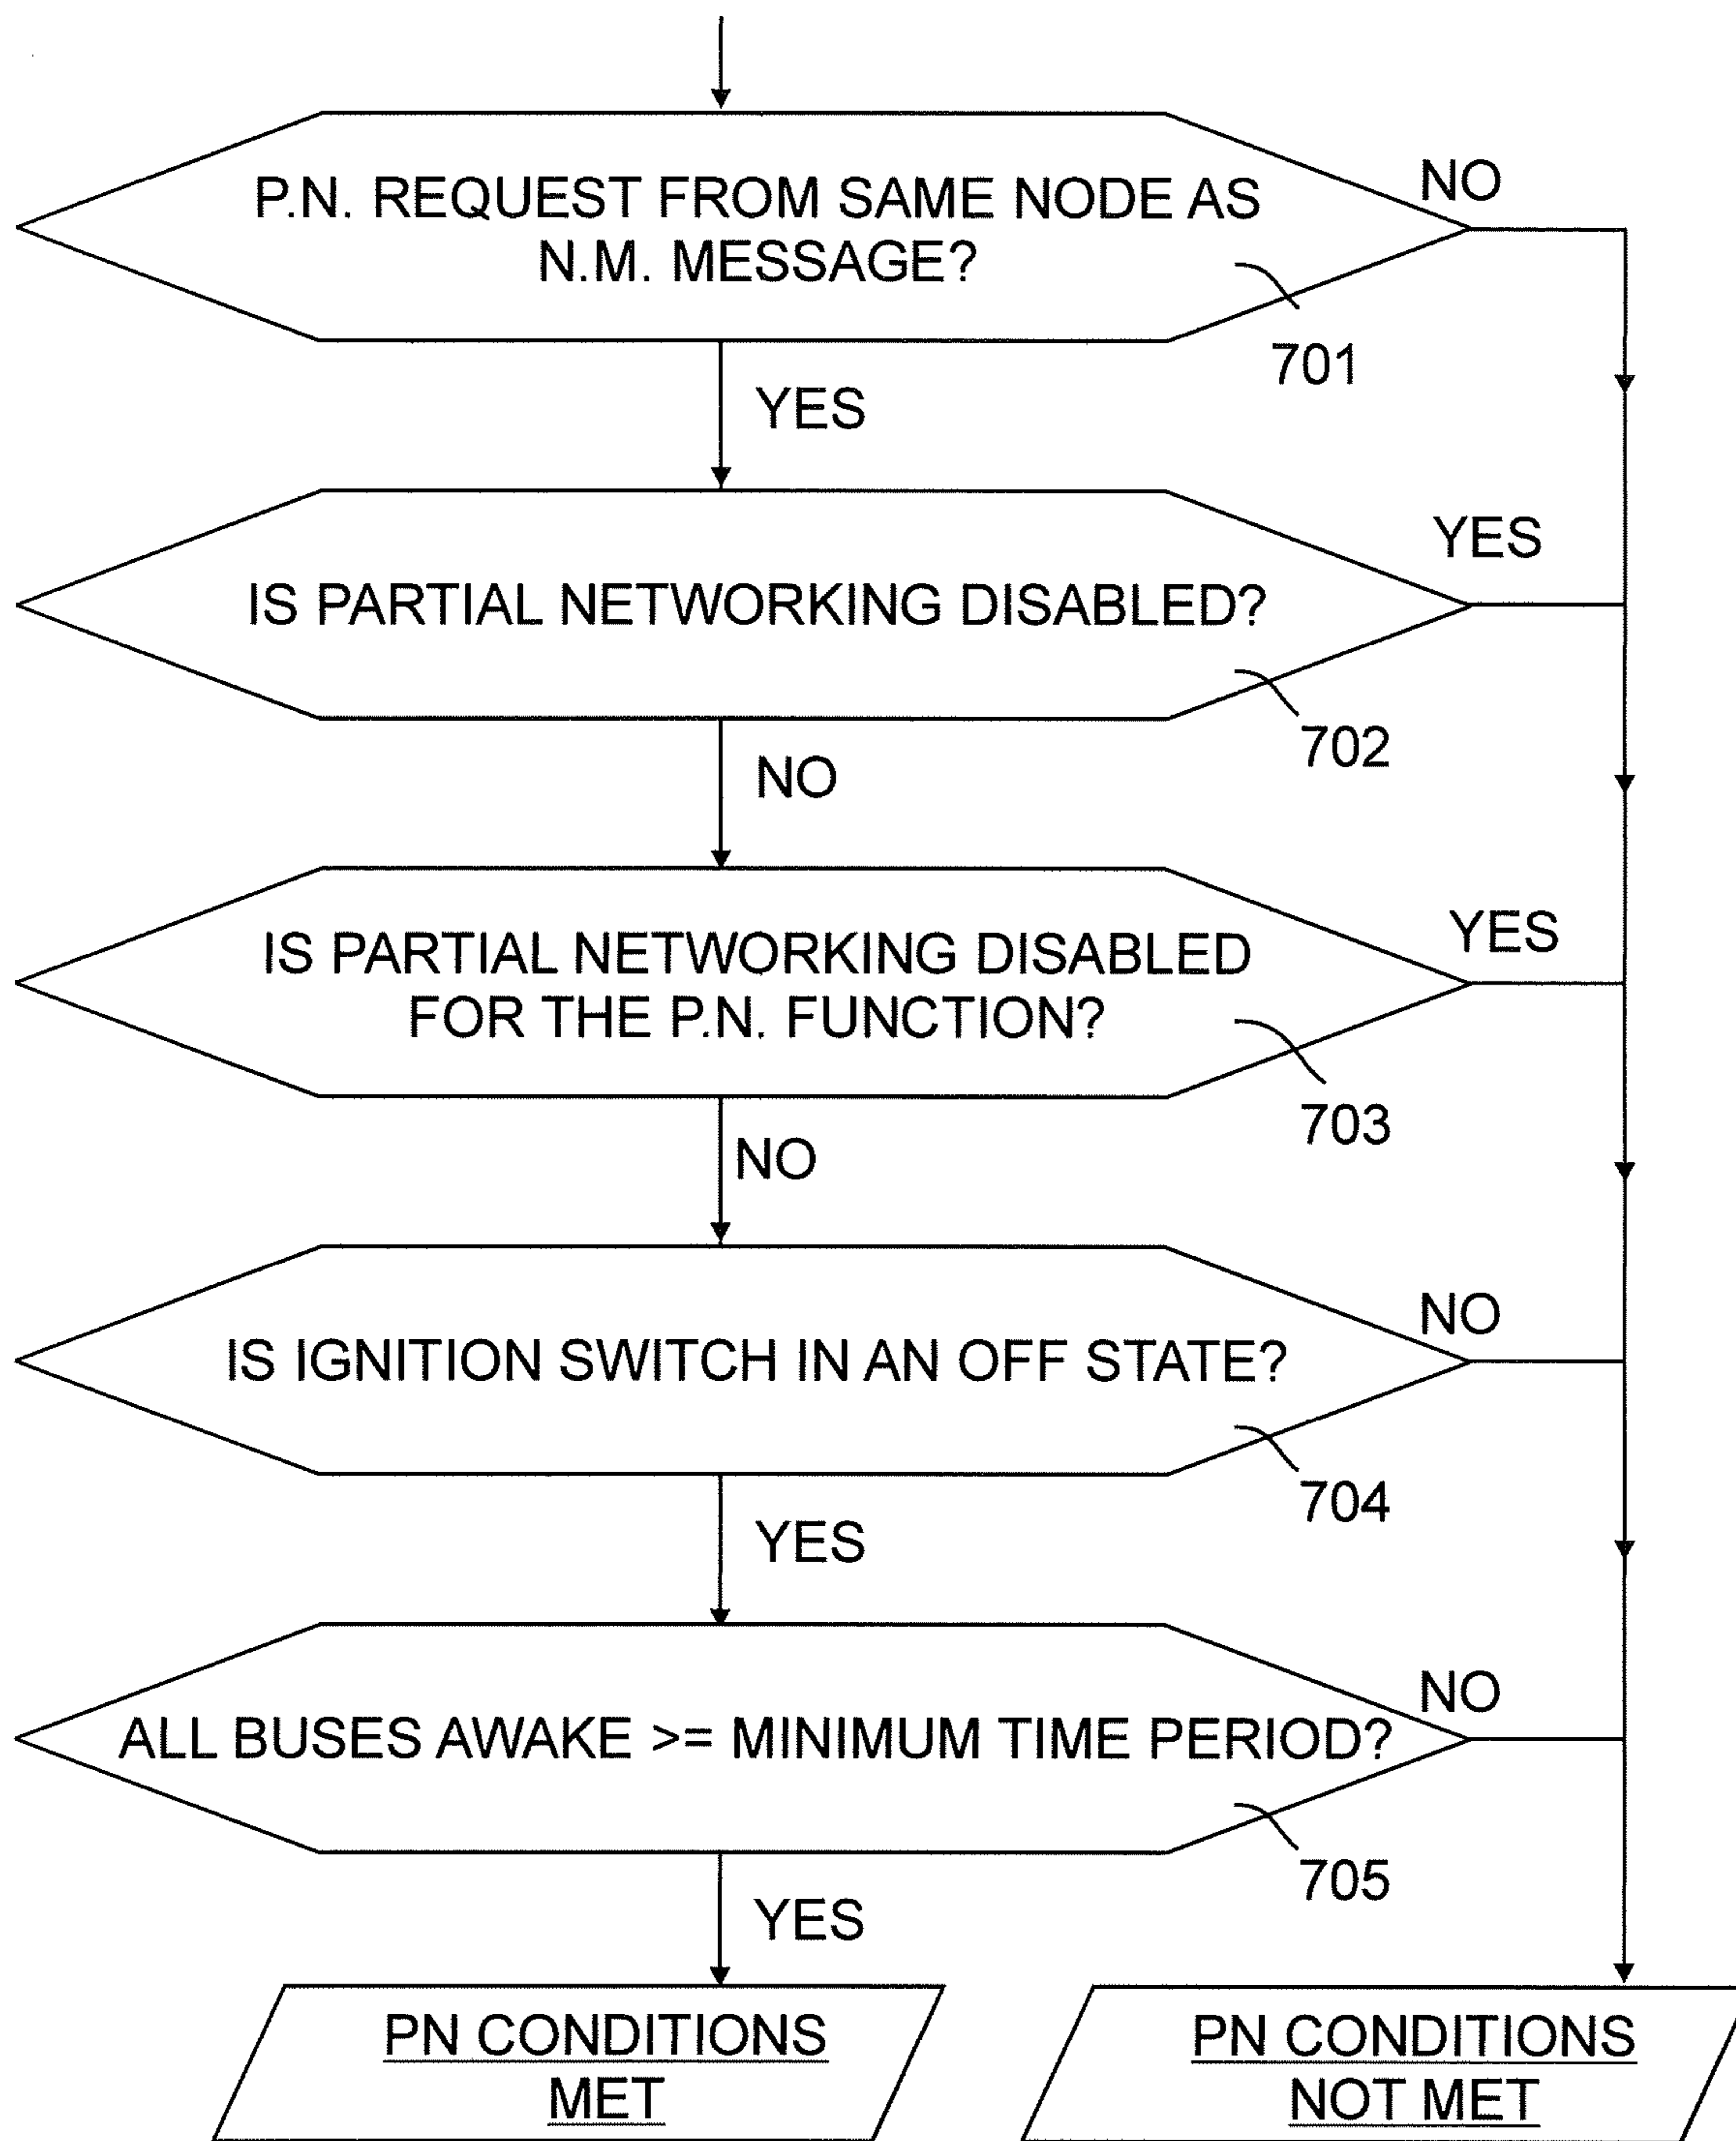 P.N. REQUEST FROM SAME NODE AS
N.M. MESSAGE?
NO
701
YES
IS PARTIAL NETWORKING DISABLED?
YES
702
NO
IS PARTIAL NETWORKING DISABLED
FOR THE P.N. FUNCTION?
YES
703
NO
IS IGNITION SWITCH IN AN OFF STATE?
NO
704
YES
ALL BUSES AWAKE >= MINIMUM TIME PERIOD?
NO
705
YES
PN CONDITIONS
MET
PN CONDITIONS
NOT MET